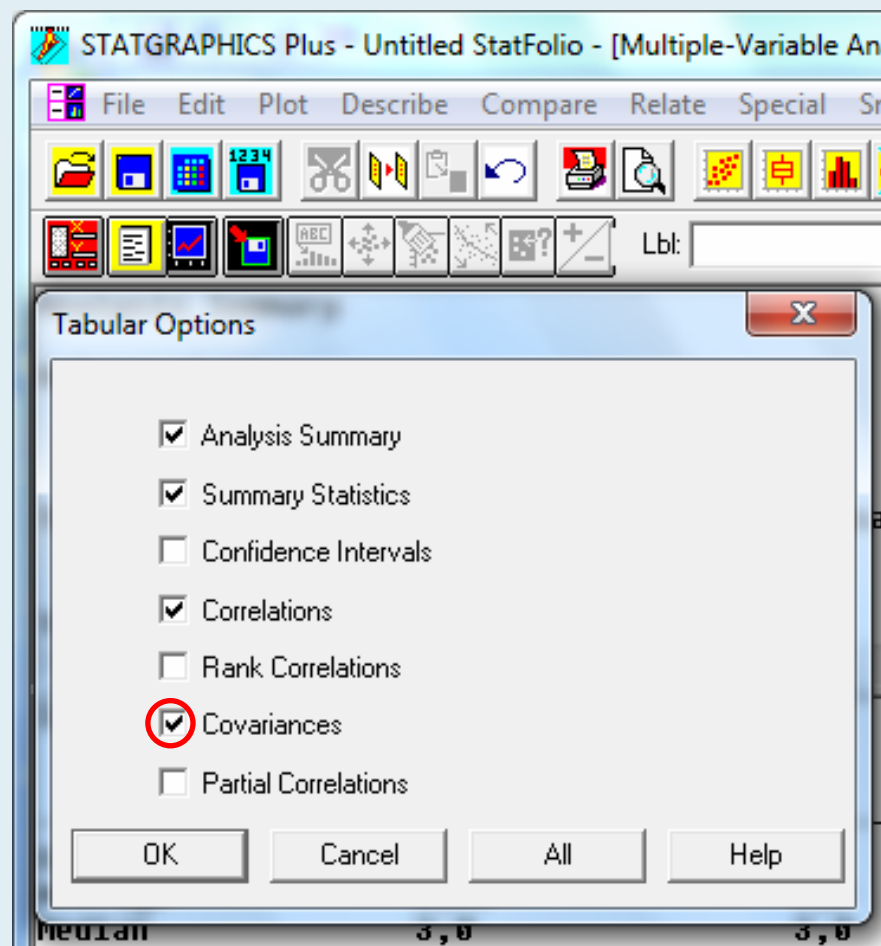 STATGRAPHICS Plus - Untitled StatFolio - [Multiple-Variable An
File Edit Plot Describe Compare Relate Special
1234
ABC
Lbl:
Tabular Options
Analysis Summary
Summary Statistics
Confidence Intervals
Correlations
Rank Correlations
Covariances
Partial Correlations
OK Cancel All Help
Median 3,0 3,0